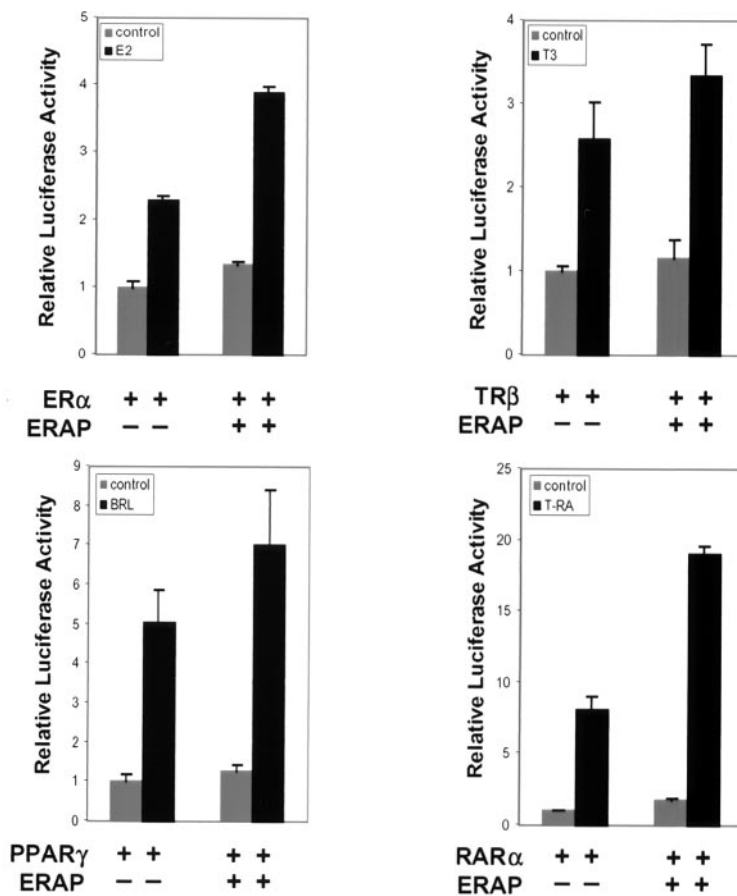 Relative Luciferase Activity
5
4
3
2
1
0
control
E2
ERα + + + +
ERAP – – + +
Relative Luciferase Activity
4
3
2
1
0
control
T3
TRβ + + + +
ERAP – – + +
Relative Luciferase Activity
9
8
7
6
5
4
3
2
1
0
control
BRL
PPARγ + + + +
ERAP – – + +
Relative Luciferase Activity
25
20
15
10
5
0
control
T-RA
RARα + + + +
ERAP – – + +